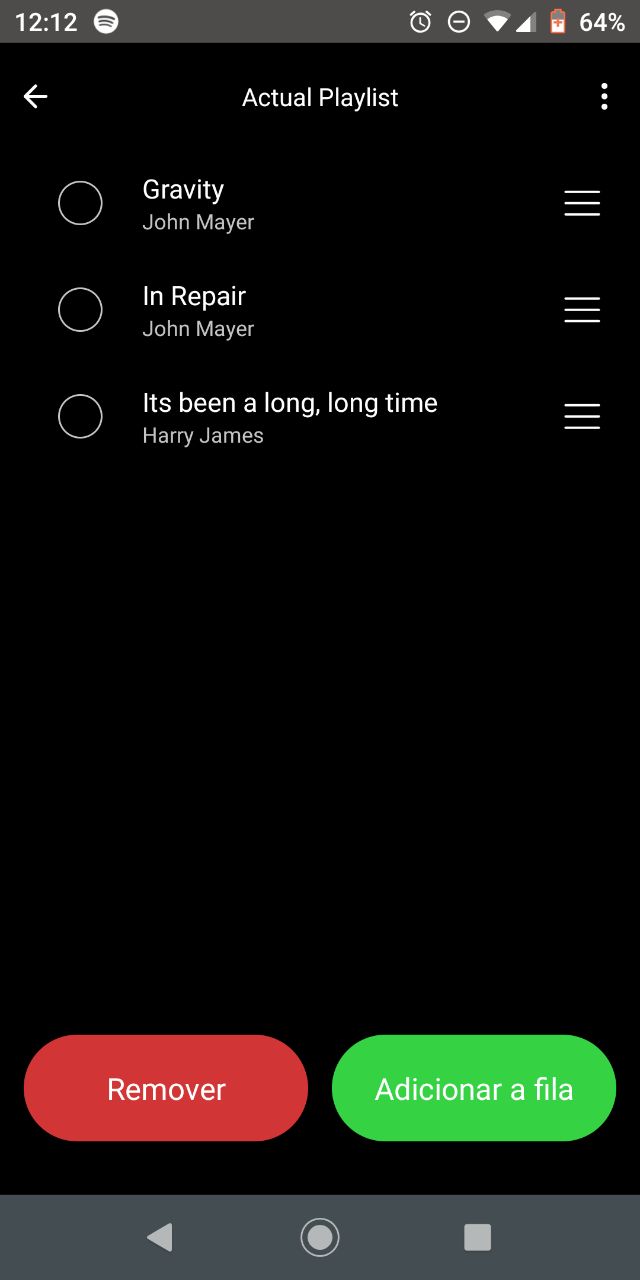 12:12
64%
Actual Playlist
Gravity
John Mayer
In Repair
John Mayer
Its been a long, long time
Harry James
Remover
Adicionar a fila